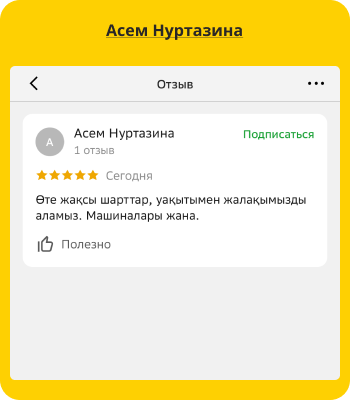 Асем Нуртазина
Отзыв
А
Асем Нуртазина
Подписаться
1 отзыв
Сегодня
Өте жақсы шарттар, уақытымен жалақымызды
аламыз. Машиналары жана.
Полезно